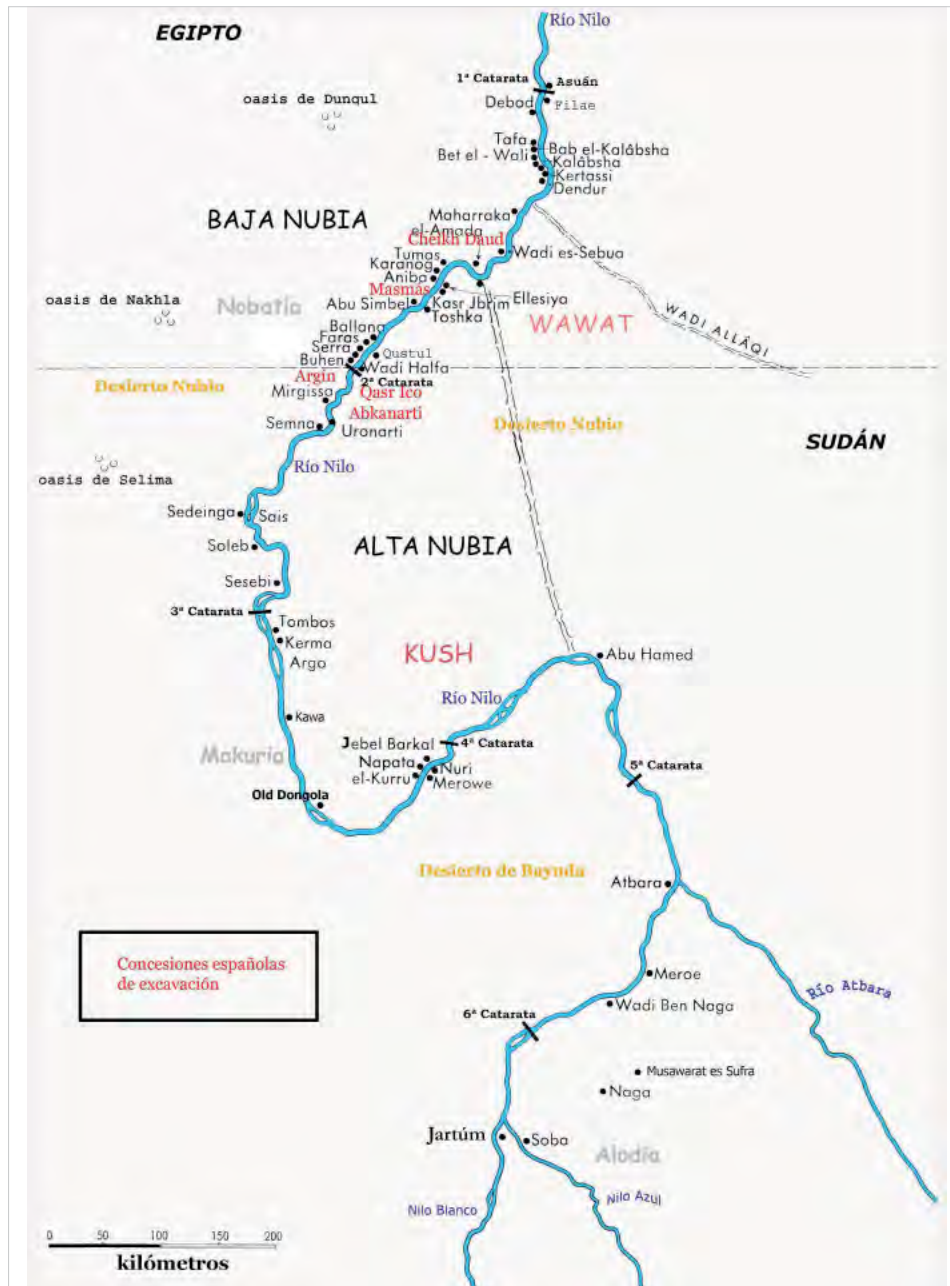 Río Nilo
EGIPTO
1ª Catarata
Asuán
oasis de Dunqul
Debod
Filae
Tafa
Bab el-Kalâbsha
Bet el - Wali
Kalâbsha
Kertassi
Dendur
BAJA NUBIA
Maharraka
el-Amada
Cheikh Daud
Tumas
Wadi es-Sebua
Karanog
Aniba
Masmás
Ellesiya
oasis de Nakhla
Nobatia
Abu Simbel
Kasr Jbrim
Toshka
WAWAT
WADI ALLÂQI
Ballana
Faras
Serra
Qustul
Buhen
Wadi Halfa
Argin
2ª Catarata
Desierto Nubio
Mirgissa
Qasr Ico
Abkanarti
Semna
Uronarti
Desierto Nubio
SUDÁN
Río Nilo
oasis de Selima
Sedeinga
Sais
Soleb
ALTA NUBIA
Sesebi
3ª Catarata
Tombos
Kerma
Argo
KUSH
Abu Hamed
Río Nilo
Kawa
Makuria
Jebel Barkal
4ª Catarata
Napata
Nuri
el-Kurru
Merowe
5ª Catarata
Old Dongola
Desierto de Bayuda
Atbara
Concesiones españolas
de excavación
Meroe
Río Atbara
Wadi Ben Naga
6ª Catarata
Musawarat es Sufra
Naga
Jartúm
Soba
Alodia
Nilo Blanco
Nilo Azul
0 50 100 150 200
kilómetros